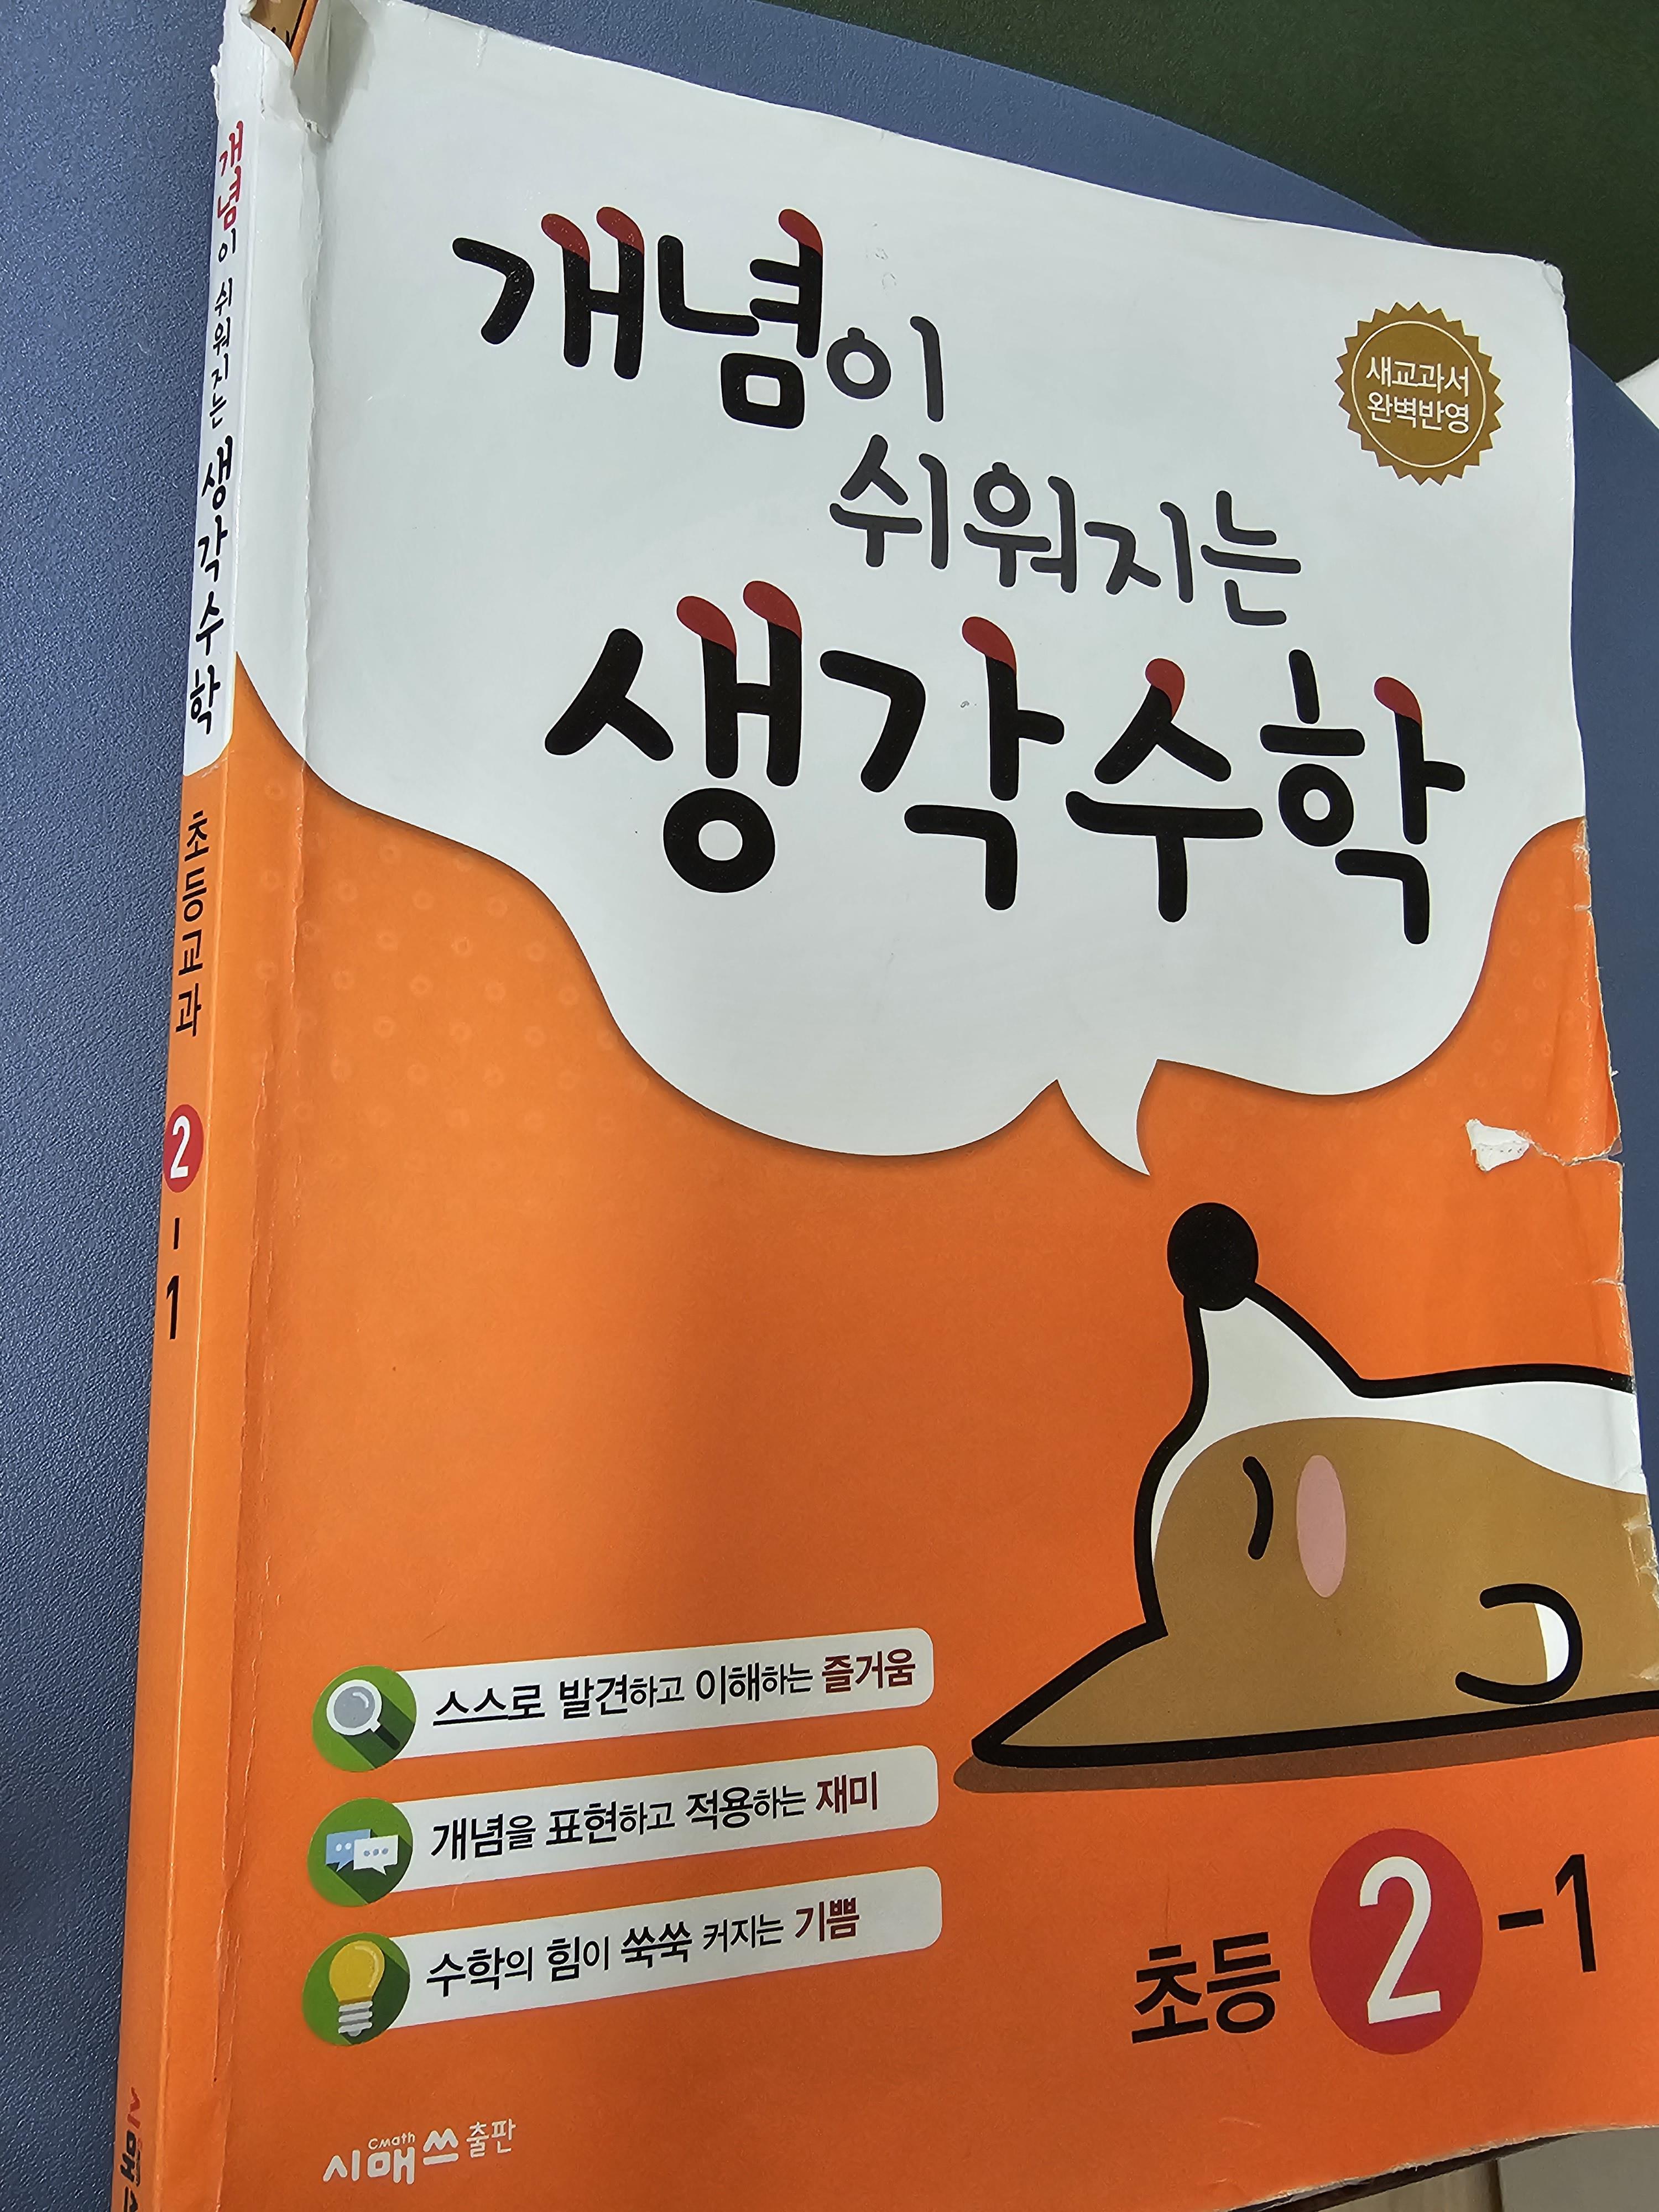 개념이
쉬워지는
생각수학
새교과서
완벽반영
스스로 발견하고 이해하는 즐거움
개념을 표현하고 적용하는 재미
수학의 힘이 쑥쑥 커지는 기쁨
초등 2-1
Cmath
시매쓰출판
개념이 쉬워지는 생각수학 초등교과 2-1